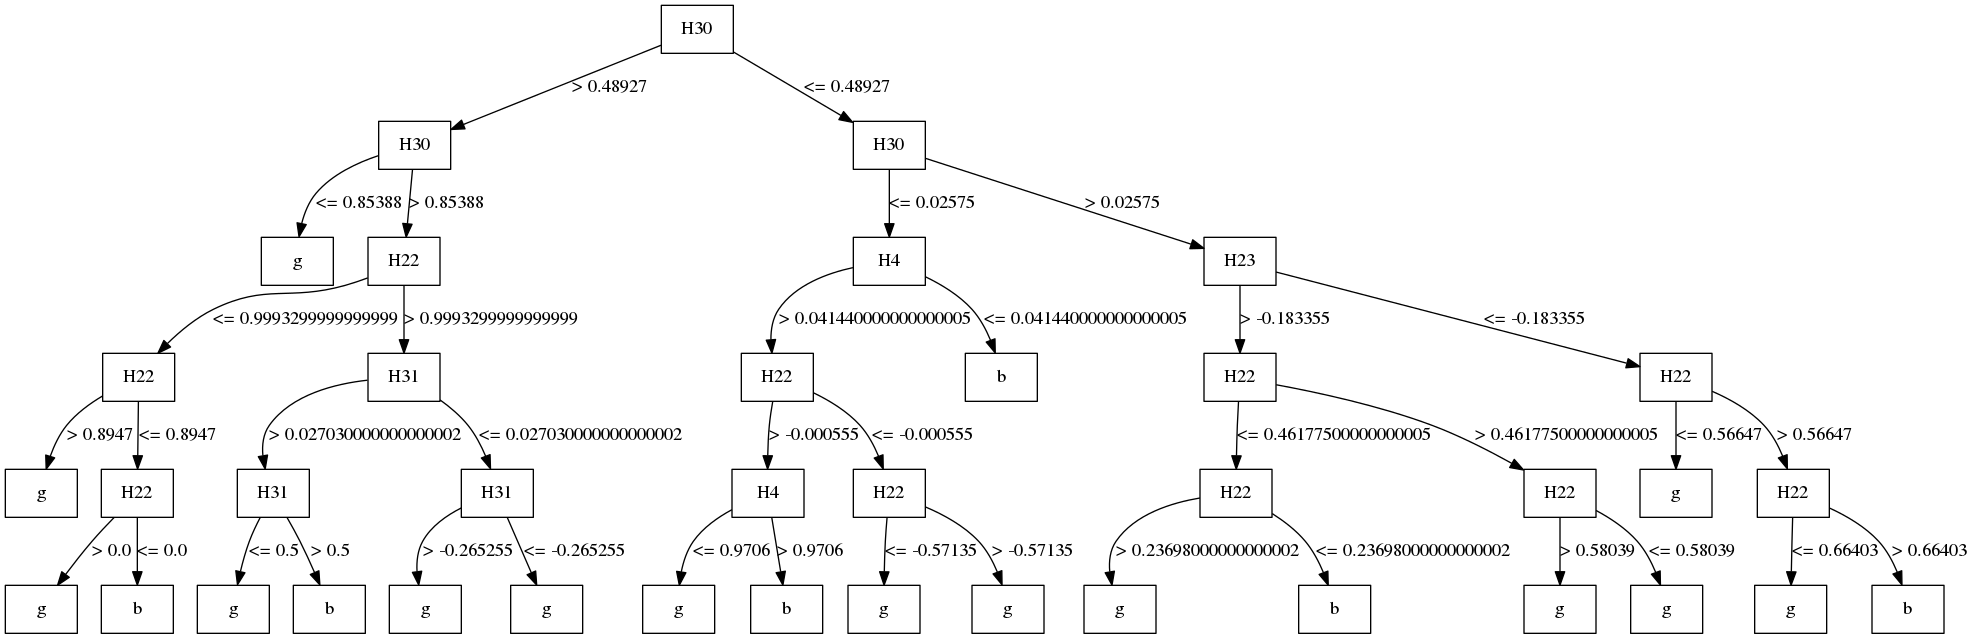 H30
> 0.48927
<= 0.48927
H30
H30
<= 0.85388
> 0.85388
<= 0.02575
> 0.02575
g
H22
H4
H23
<= 0.9993299999999999
> 0.9993299999999999
> 0.041440000000000005
<= 0.041440000000000005
> -0.183355
<= -0.183355
H22
H31
H22
b
H22
H22
> 0.8947
<= 0.8947
> 0.027030000000000002
<= 0.027030000000000002
> -0.000555
<= -0.000555
<= 0.46177500000000005
> 0.46177500000000005
<= 0.56647
> 0.56647
g
H22
H31
H31
H4
H22
H22
H22
g
H22
> 0.0
<= 0.0
<= 0.5
> 0.5
> -0.265255
<= -0.265255
<= 0.9706
> 0.9706
<= -0.57135
> -0.57135
> 0.23698000000000002
<= 0.23698000000000002
> 0.58039
<= 0.58039
<= 0.66403
> 0.66403
g
b
g
b
g
g
g
b
g
g
g
b
g
g
g
b